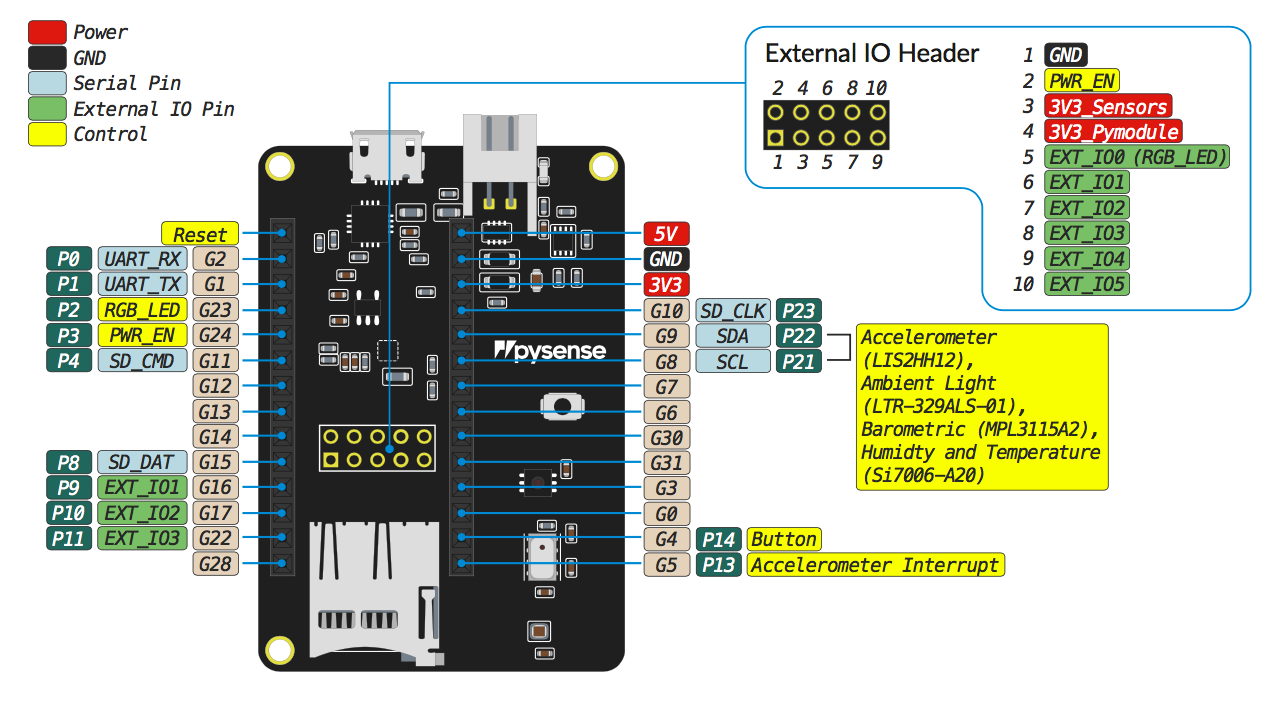 Power
GND
Serial Pin
External IO Pin
Control
External IO Header
2 4 6 8 10
1 3 5 7 9
1 GND
2 PWR_EN
3 3V3_Sensors
4 3V3_Pymodule
5 EXT_IO0 (RGB_LED)
6 EXT_IO1
7 EXT_IO2
8 EXT_IO3
9 EXT_IO4
10 EXT_IO5
Reset
P0 UART_RX G2
P1 UART_TX G1
P2 RGB_LED G23
P3 PWR_EN G24
P4 SD_CMD G11
G12
G13
G14
P8 SD_DAT G15
P9 EXT_IO1 G16
P10 EXT_IO2 G17
P11 EXT_IO3 G22
G28
pysense
5V
GND
3V3
G10 SD_CLK P23
G9 SDA P22
G8 SCL P21
G7
G6
G30
G31
G3
G0
G4 P14 Button
G5 P13 Accelerometer Interrupt
Accelerometer
(LIS2HH12),
Ambient Light
(LTR-329ALS-01),
Barometric (MPL3115A2),
Humidty and Temperature
(Si7006-A20)